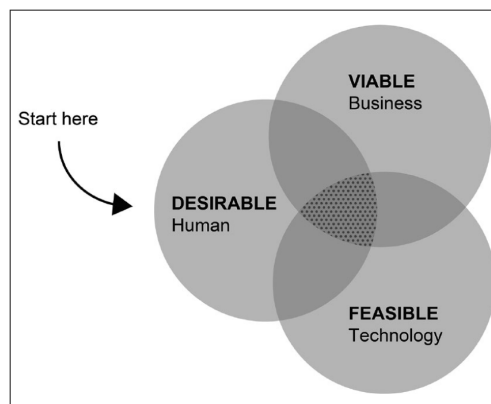 Start here
VIABLE
Business
DESIRABLE
Human
FEASIBLE
Technology